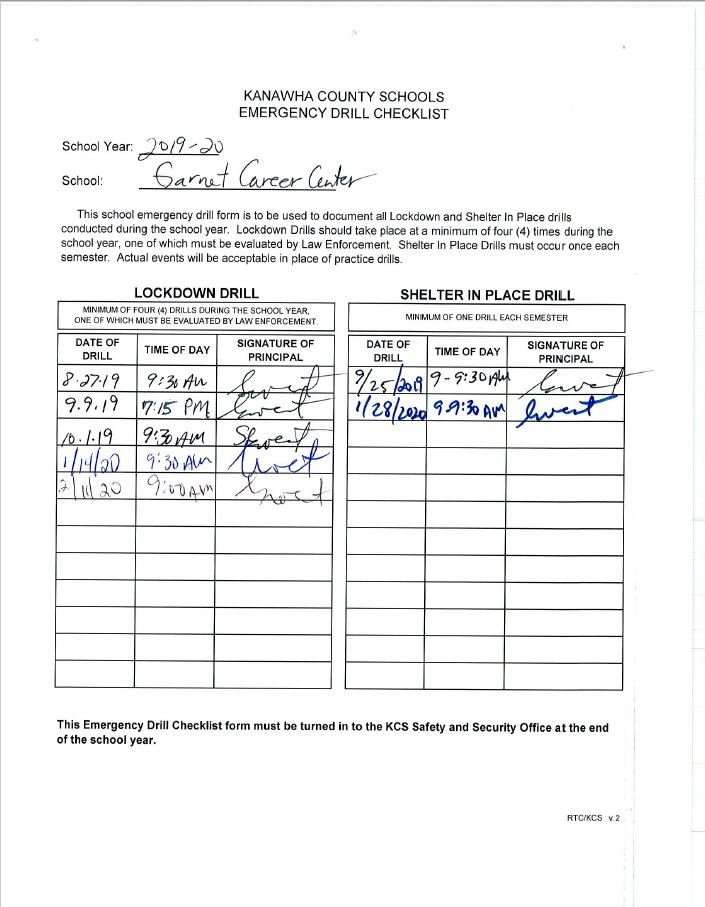 KANAWHA COUNTY SCHOOLS
EMERGENCY DRILL CHECKLIST
School Year: 2019-20
School: Garnet Career Center
This school emergency drill form is to be used to document all Lockdown and Shelter In Place drills
conducted during the school year. Lockdown Drills should take place at a minimum of four (4) times during the
school year, one of which must be evaluated by Law Enforcement. Shelter In Place Drills must occur once each
semester. Actual events will be acceptable in place of practice drills.
LOCKDOWN DRILL
MINIMUM OF FOUR (4) DRILLS DURING THE SCHOOL YEAR,
ONE OF WHICH MUST BE EVALUATED BY LAW ENFORCEMENT.
DATE OF DRILL TIME OF DAY SIGNATURE OF PRINCIPAL
8.27.19 9:30 AM
9.9.19 7:15 PM
10.1.19 9:30 AM
1/14/20 9:30 AM
2/11/20 9:00 AM
SHELTER IN PLACE DRILL
MINIMUM OF ONE DRILL EACH SEMESTER
DATE OF DRILL TIME OF DAY SIGNATURE OF PRINCIPAL
9/25/2019 9-9:30 AM
1/28/2020 9-9:30 AM
This Emergency Drill Checklist form must be turned in to the KCS Safety and Security Office at the end
of the school year.
RTC/KCS v.2